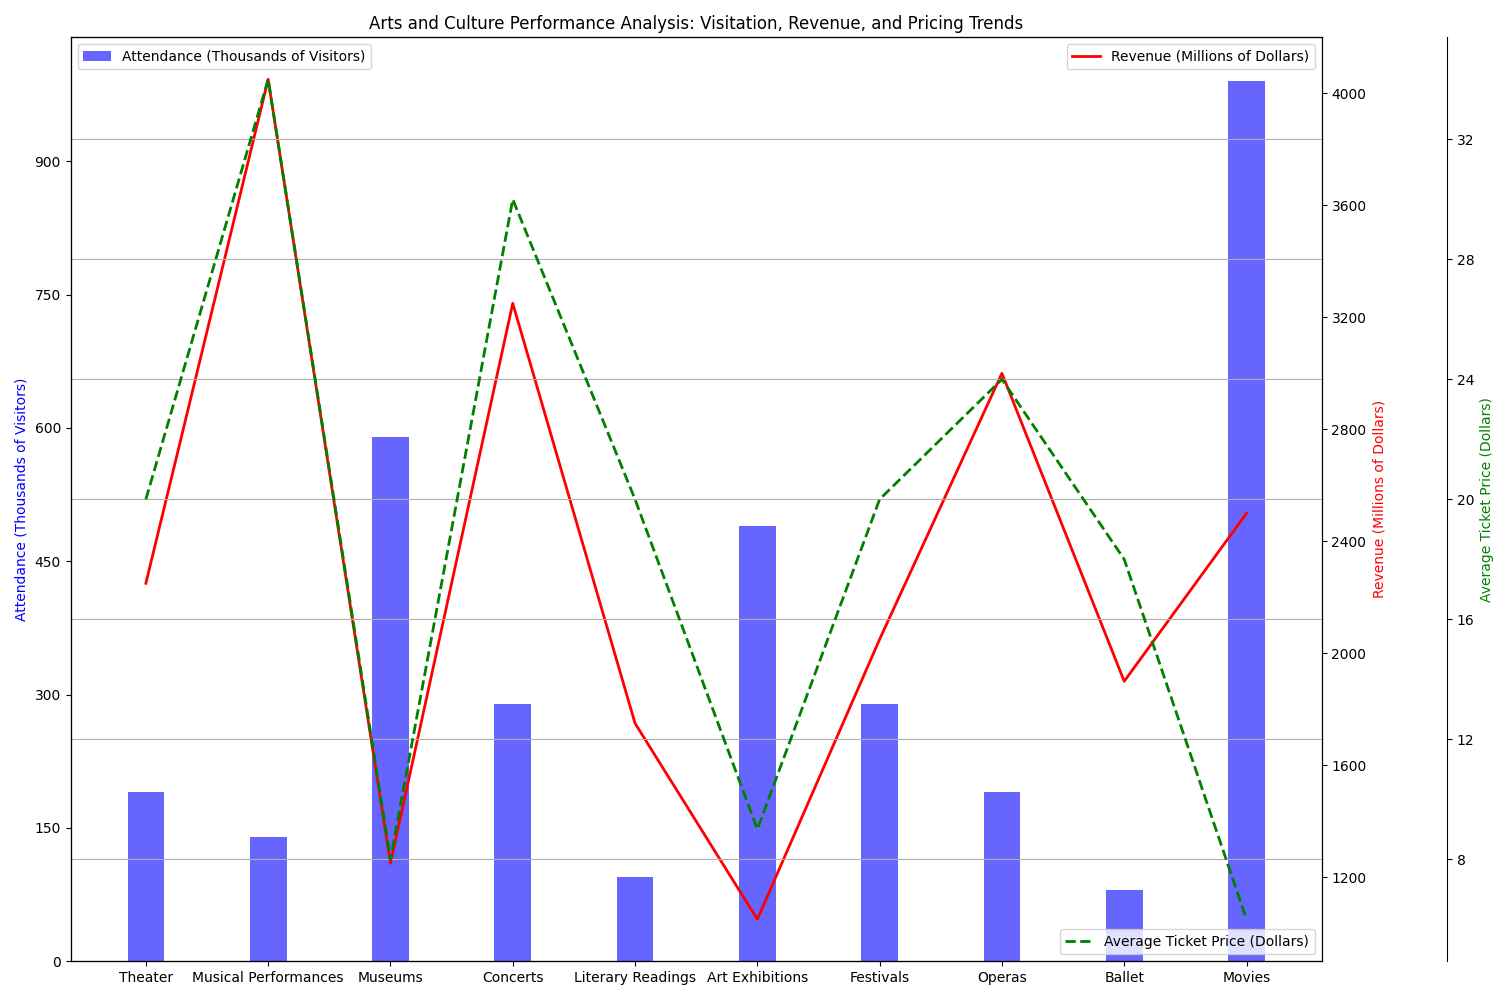 Arts and Culture Performance Analysis: Visitation, Revenue, and Pricing Trends
Attendance (Thousands of Visitors)
Revenue (Millions of Dollars)
Average Ticket Price (Dollars)
Attendance (Thousands of Visitors)
900
750
600
450
300
150
0
Theater
Musical Performances
Museums
Concerts
Literary Readings
Art Exhibitions
Festivals
Operas
Ballet
Movies
4000
3600
3200
2800
2400
2000
1600
1200
Revenue (Millions of Dollars)
32
28
24
20
16
12
8
Average Ticket Price (Dollars)